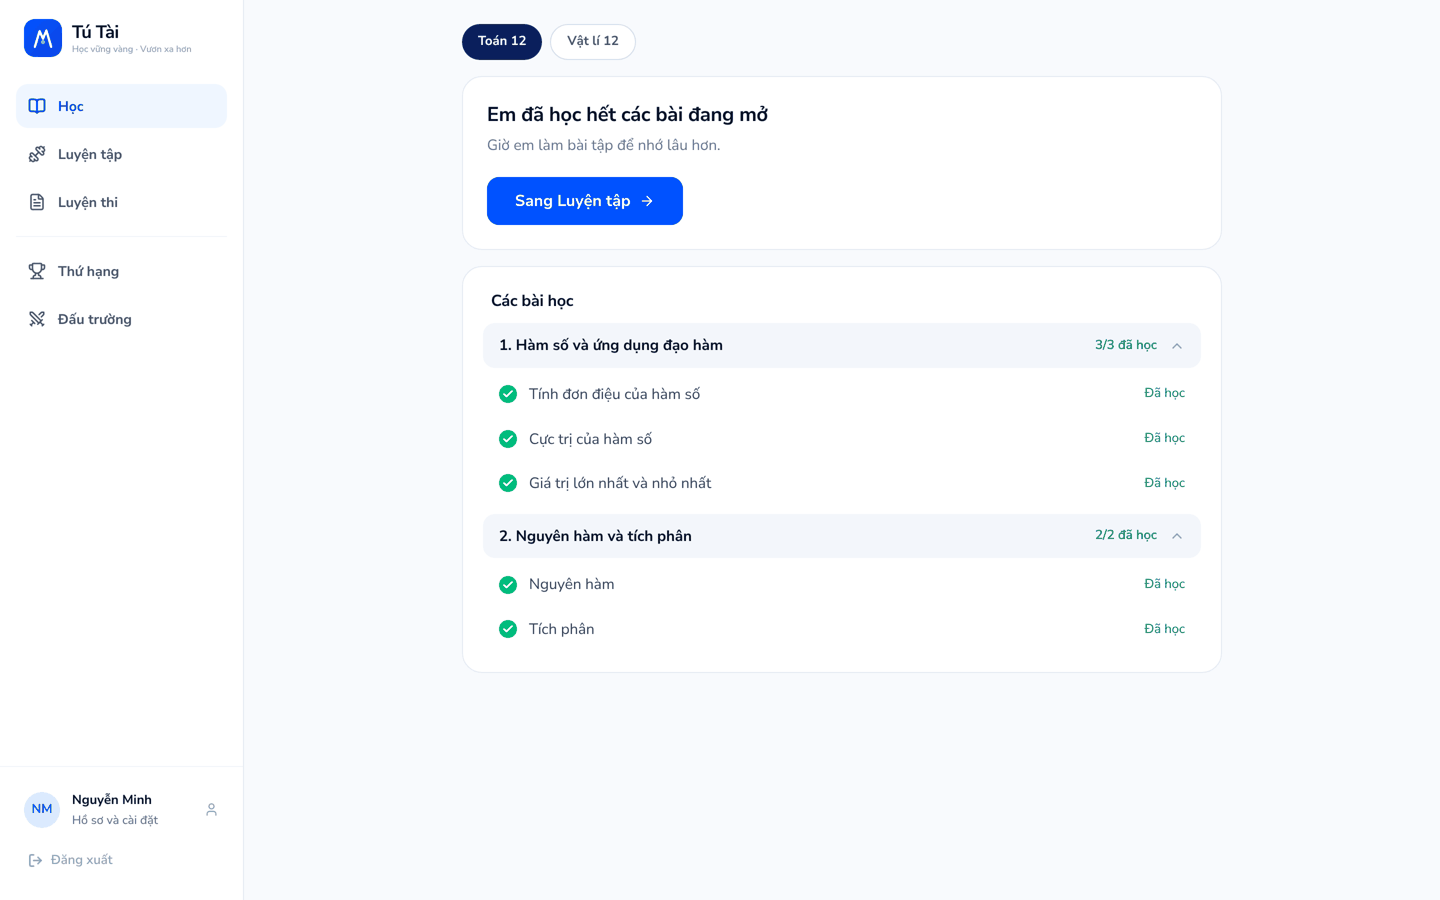 Tú Tài
Học vững vàng · Vươn xa hơn
Học
Luyện tập
Luyện thi
Thứ hạng
Đấu trường
Nguyễn Minh
NM
Hồ sơ và cài đặt
Đăng xuất
Toán 12
Vật lí 12
Em đã học hết các bài đang mở
Giờ em làm bài tập để nhớ lâu hơn.
Sang Luyện tập
Các bài học
1. Hàm số và ứng dụng đạo hàm 3/3 đã học
Tính đơn điệu của hàm số Đã học
Cực trị của hàm số Đã học
Giá trị lớn nhất và nhỏ nhất Đã học
2. Nguyên hàm và tích phân 2/2 đã học
Nguyên hàm Đã học
Tích phân Đã học